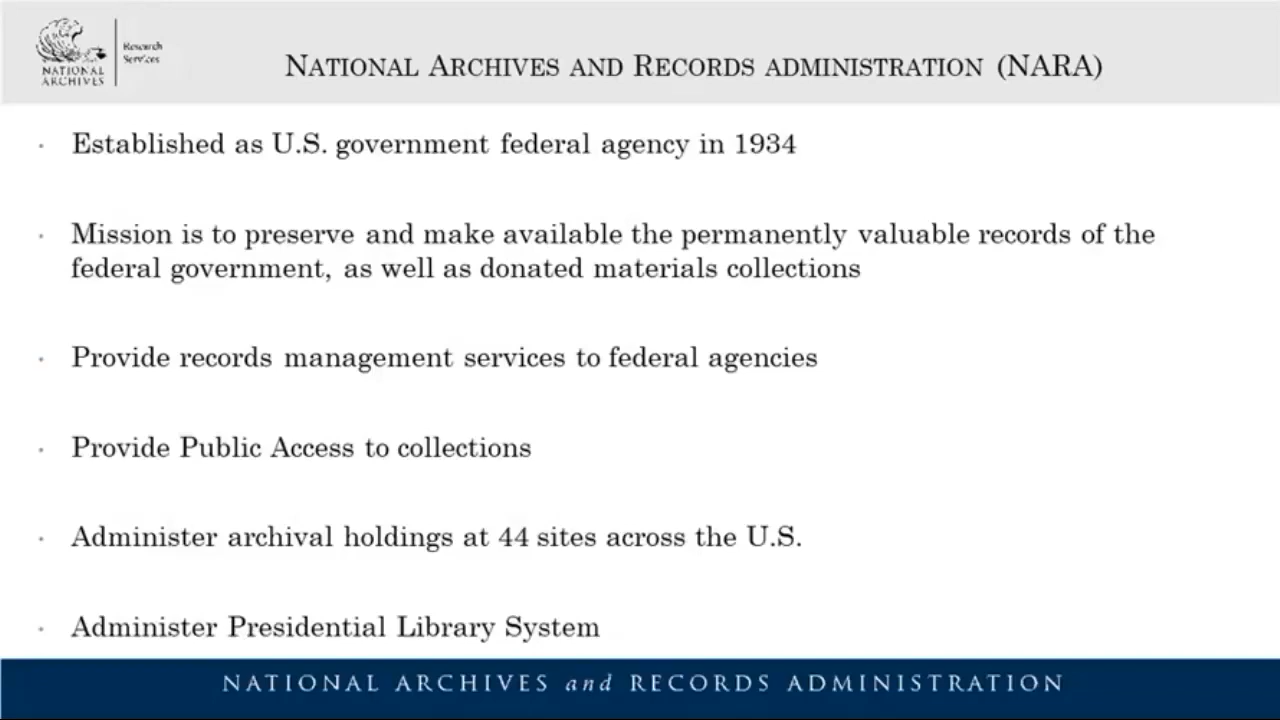 NATIONAL
ARCHIVES
Research
Services
NATIONAL ARCHIVES AND RECORDS ADMINISTRATION (NARA)
· Established as U.S. government federal agency in 1934
· Mission is to preserve and make available the permanently valuable records of the
federal government, as well as donated materials collections
· Provide records management services to federal agencies
· Provide Public Access to collections
· Administer archival holdings at 44 sites across the U.S.
· Administer Presidential Library System
NATIONAL ARCHIVES and RECORDS ADMINISTRATION